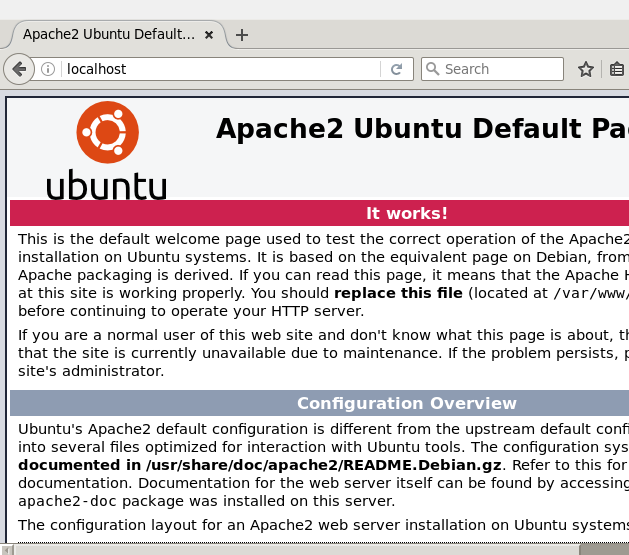 Apache2 Ubuntu Default...
localhost
Search
Apache2 Ubuntu Default Pa
ubuntu
It works!
This is the default welcome page used to test the correct operation of the Apache2
installation on Ubuntu systems. It is based on the equivalent page on Debian, from
Apache packaging is derived. If you can read this page, it means that the Apache H
at this site is working properly. You should replace this file (located at /var/www/
before continuing to operate your HTTP server.
If you are a normal user of this web site and don't know what this page is about, th
that the site is currently unavailable due to maintenance. If the problem persists, p
site's administrator.
Configuration Overview
Ubuntu's Apache2 default configuration is different from the upstream default confi
into several files optimized for interaction with Ubuntu tools. The configuration sys
documented in /usr/share/doc/apache2/README.Debian.gz. Refer to this for
documentation. Documentation for the web server itself can be found by accessing
apache2-doc package was installed on this server.
The configuration layout for an Apache2 web server installation on Ubuntu systems